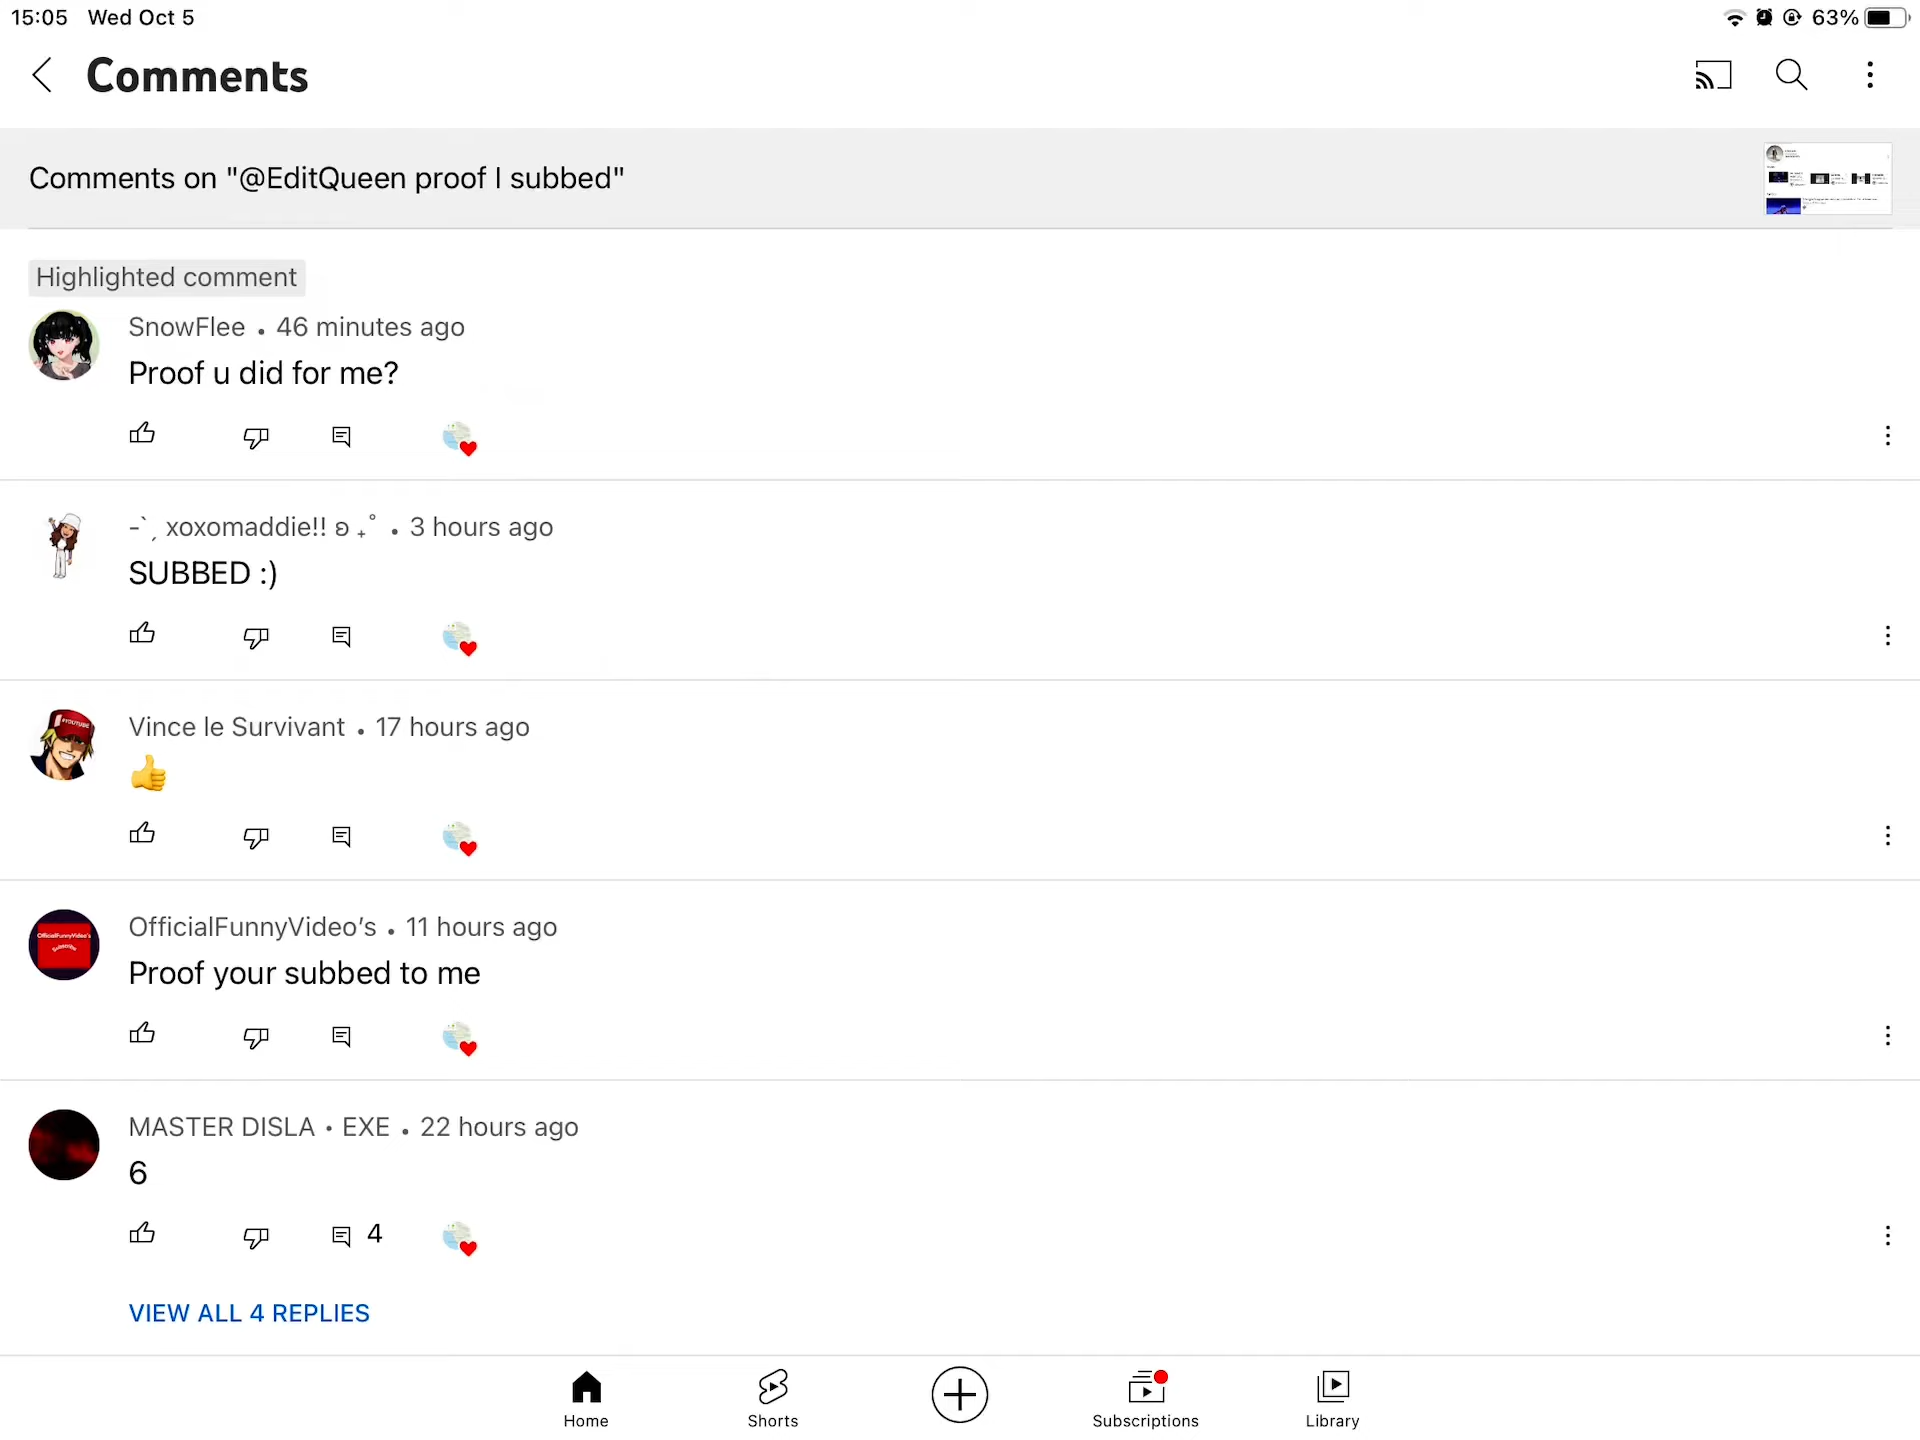 15:05 Wed Oct 5 63%
Comments
Comments on "@EditQueen proof I subbed"
Highlighted comment
SnowFlee . 46 minutes ago
Proof u did for me?
-`ˏ xoxomaddie!! ʚ ₊˚ . 3 hours ago
SUBBED :)
#YOUTUBE
Vince le Survivant . 17 hours ago
👍
OfficialFunnyVideo's
Subscribe
OfficialFunnyVideo's . 11 hours ago
Proof your subbed to me
MASTER DISLA • EXE . 22 hours ago
6
4
VIEW ALL 4 REPLIES
Home Shorts Subscriptions Library